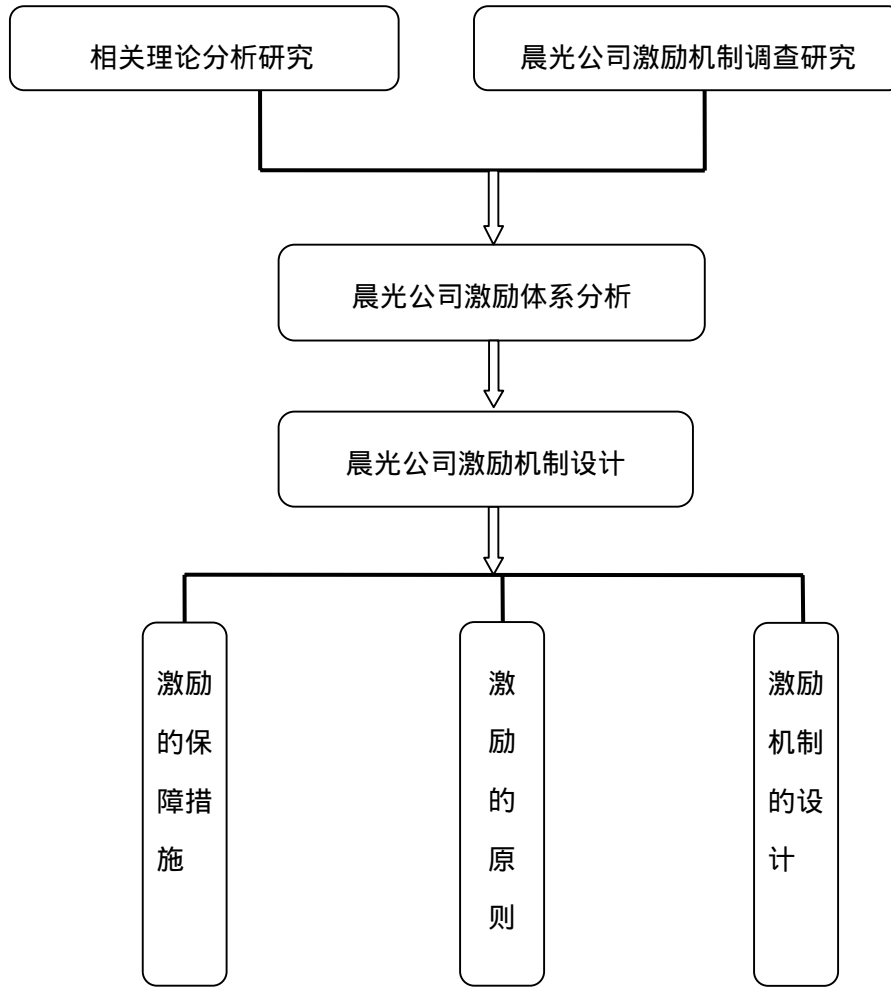 相关理论分析研究
晨光公司激励机制调查研究
晨光公司激励体系分析
晨光公司激励机制设计
激励
的保
障措
施
激
励
的
原
则
激励
机制
的设
计